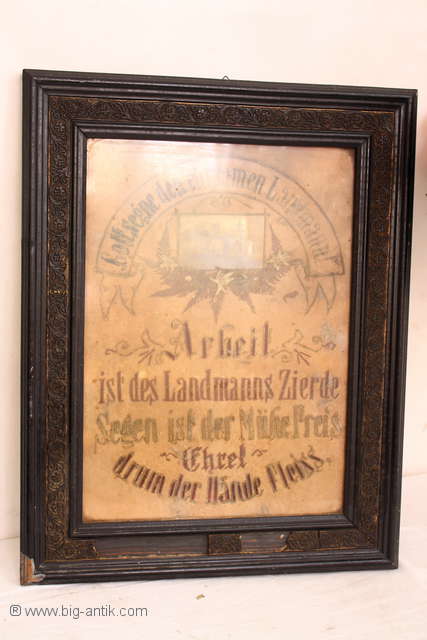 Landmann
Arbeit
ist des Landmanns Zierde
Segen ist der Mühe Preis
Ehret
drum der Hände Fleiss.
® www.big-antik.com